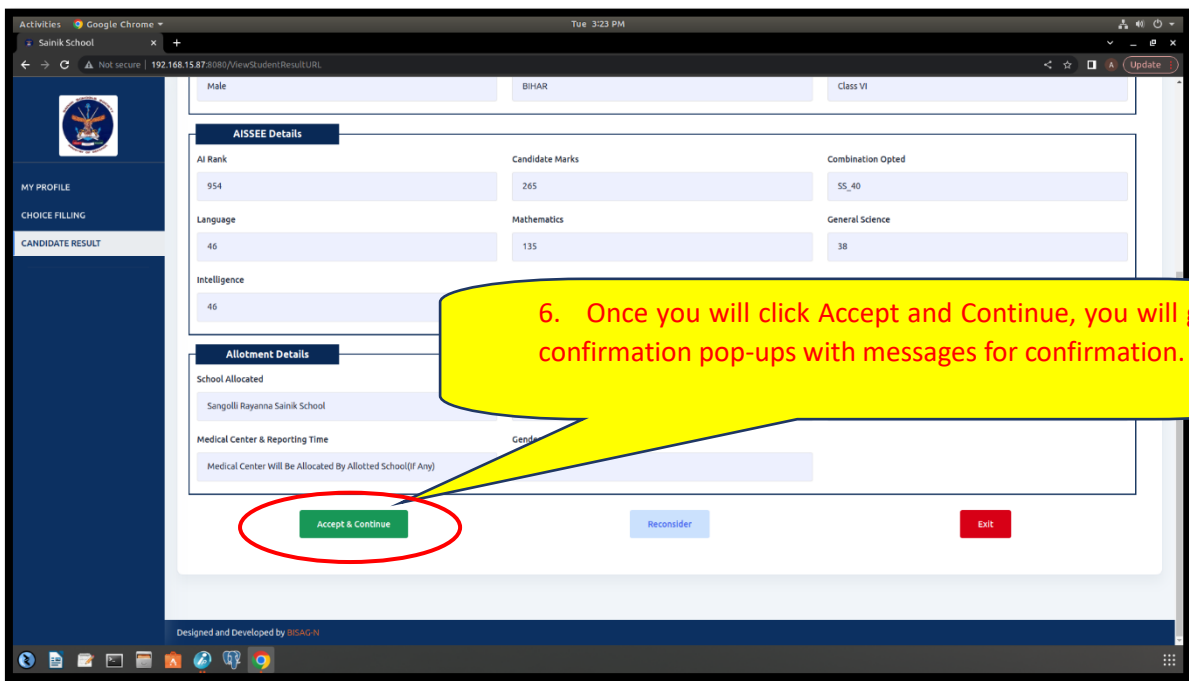 Activities Google Chrome Tue 3:23 PM
Sainik School
Not secure 192.168.15.87:8080/ViewStudentResultURL A Update
Male BIHAR Class VI
AISSEE Details
AI Rank Candidate Marks Combination Opted
954 265 SS_40
MY PROFILE
CHOICE FILLING
CANDIDATE RESULT
Language Mathematics General Science
46 135 38
Intelligence
46
6. Once you will click Accept and Continue, you will
confirmation pop-ups with messages for confirmation.
Allotment Details
School Allocated
Sangolli Rayanna Sainik School
Medical Center & Reporting Time
Medical Center Will Be Allocated By Allotted School(If Any)
Accept & Continue Reconsider Exit
Designed and Developed by BISAG-N